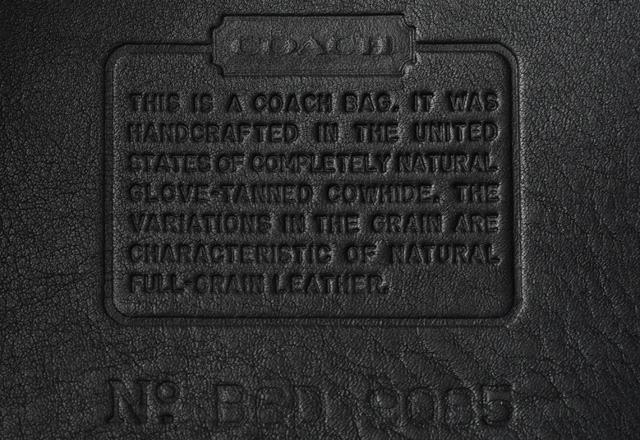 COACH
THIS IS A COACH BAG. IT WAS
HANDCRAFTED IN THE UNITED
STATES OF COMPLETELY NATURAL
GLOVE-TANNED COWHIDE. THE
VARIATIONS IN THE GRAIN ARE
CHARACTERISTIC OF NATURAL
FULL-GRAIN LEATHER.
Nº